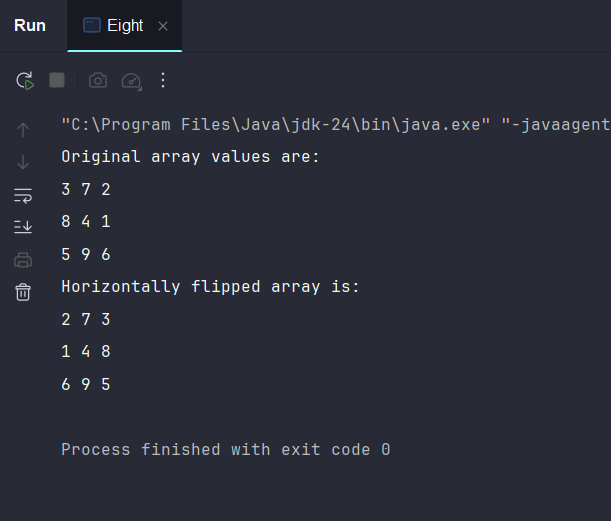 Run Eight
"C:\Program Files\Java\jdk-24\bin\java.exe" "-javaagent
Original array values are:
3 7 2
8 4 1
5 9 6
Horizontally flipped array is:
2 7 3
1 4 8
6 9 5
Process finished with exit code 0